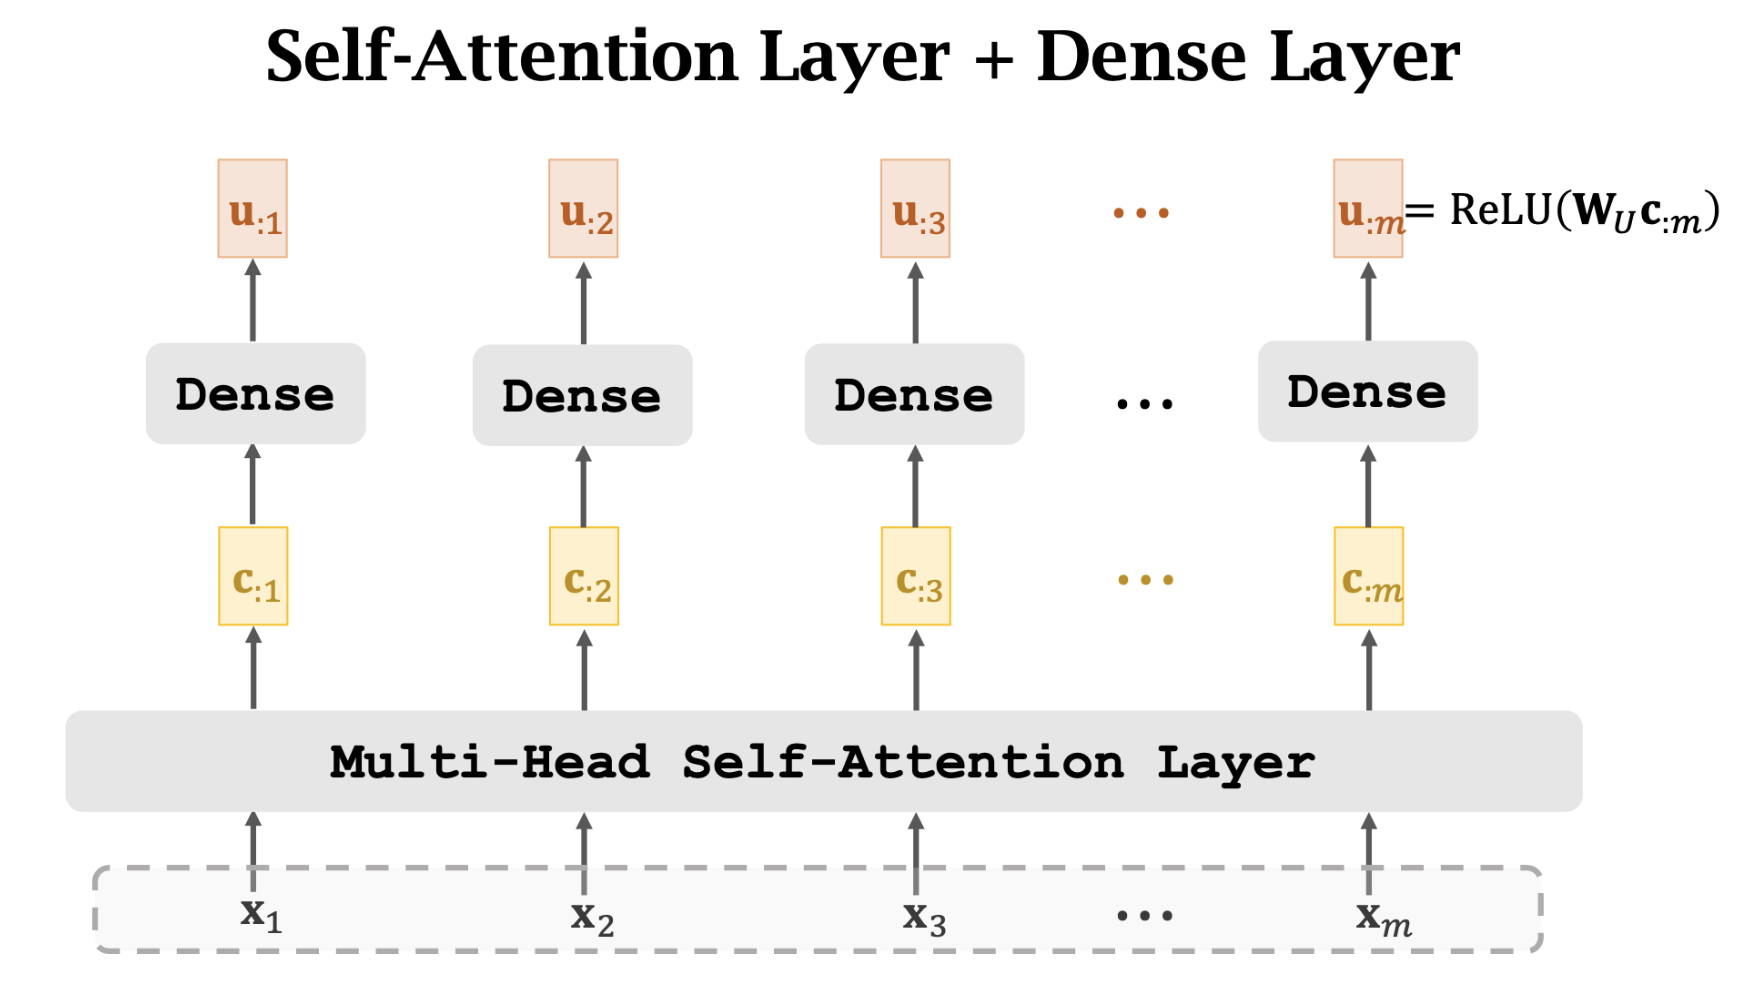 Self-Attention Layer + Dense Layer
u:1 u:2 u:3 ... u:m = ReLU(W_U c:m)
Dense Dense Dense ... Dense
c:1 c:2 c:3 ... c:m
Multi-Head Self-Attention Layer
x1 x2 x3 ... xm